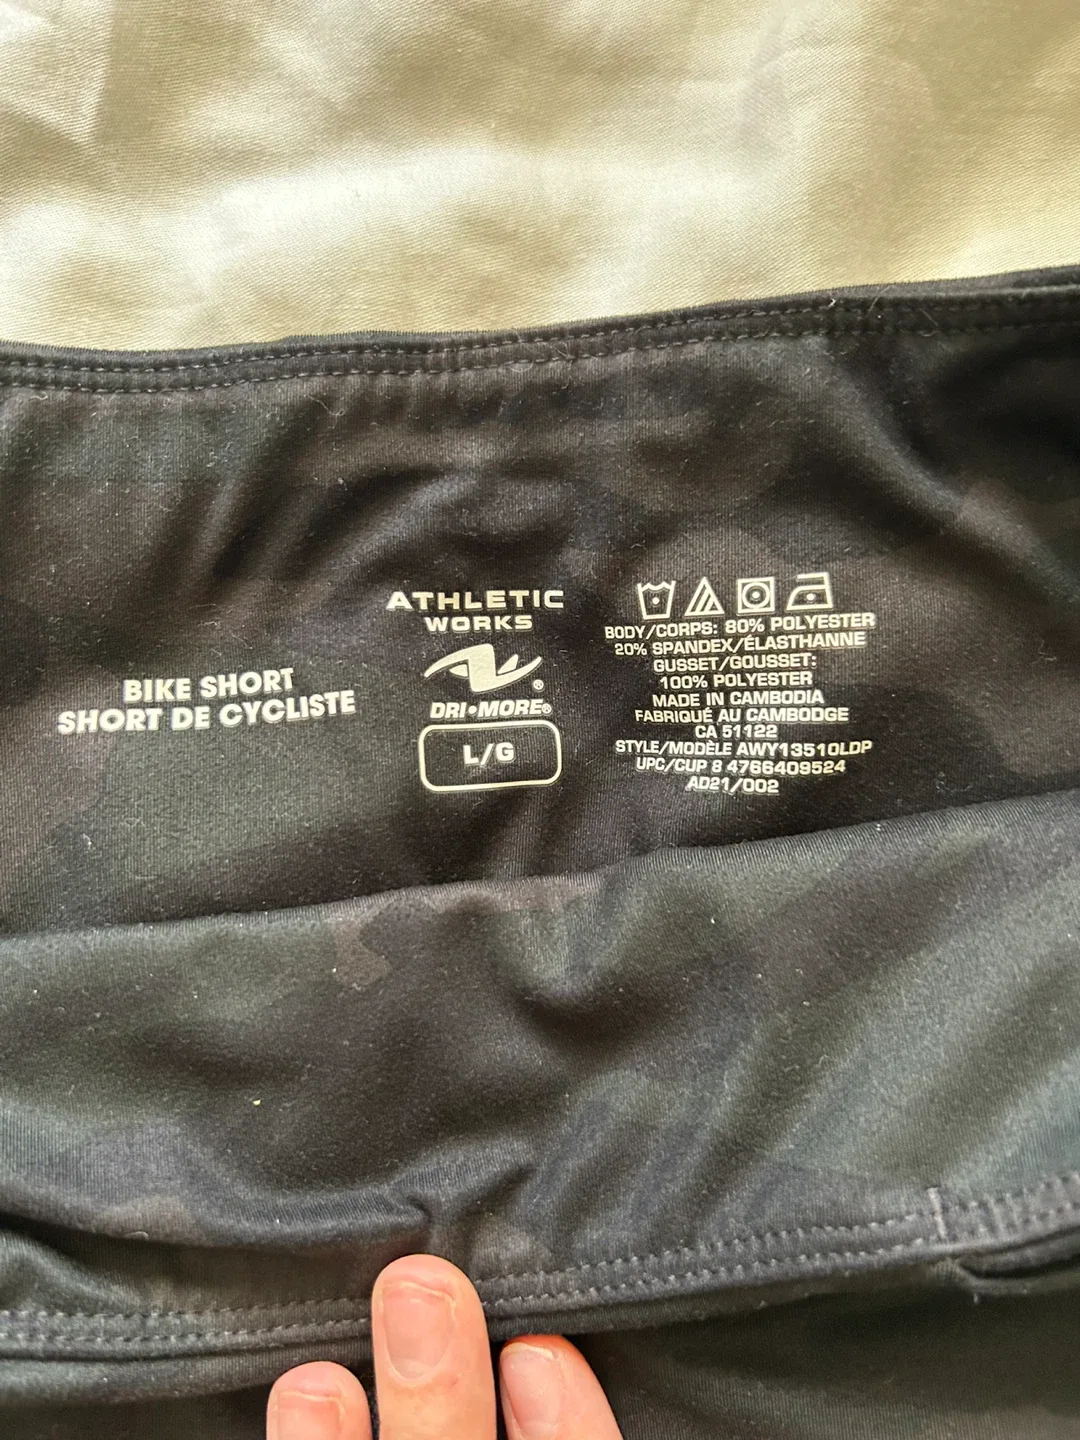 BIKE SHORT
SHORT DE CYCLISTE
ATHLETIC
WORKS
®
DRI•MORE®
L/G
BODY/CORPS: 80% POLYESTER
20% SPANDEX/ÉLASTHANNE
GUSSET/GOUSSET:
100% POLYESTER
MADE IN CAMBODIA
FABRIQUÉ AU CAMBODGE
CA 51122
STYLE/MODÈLE AWY13510LDP
UPC/CUP 8 4766409524
AD21/002